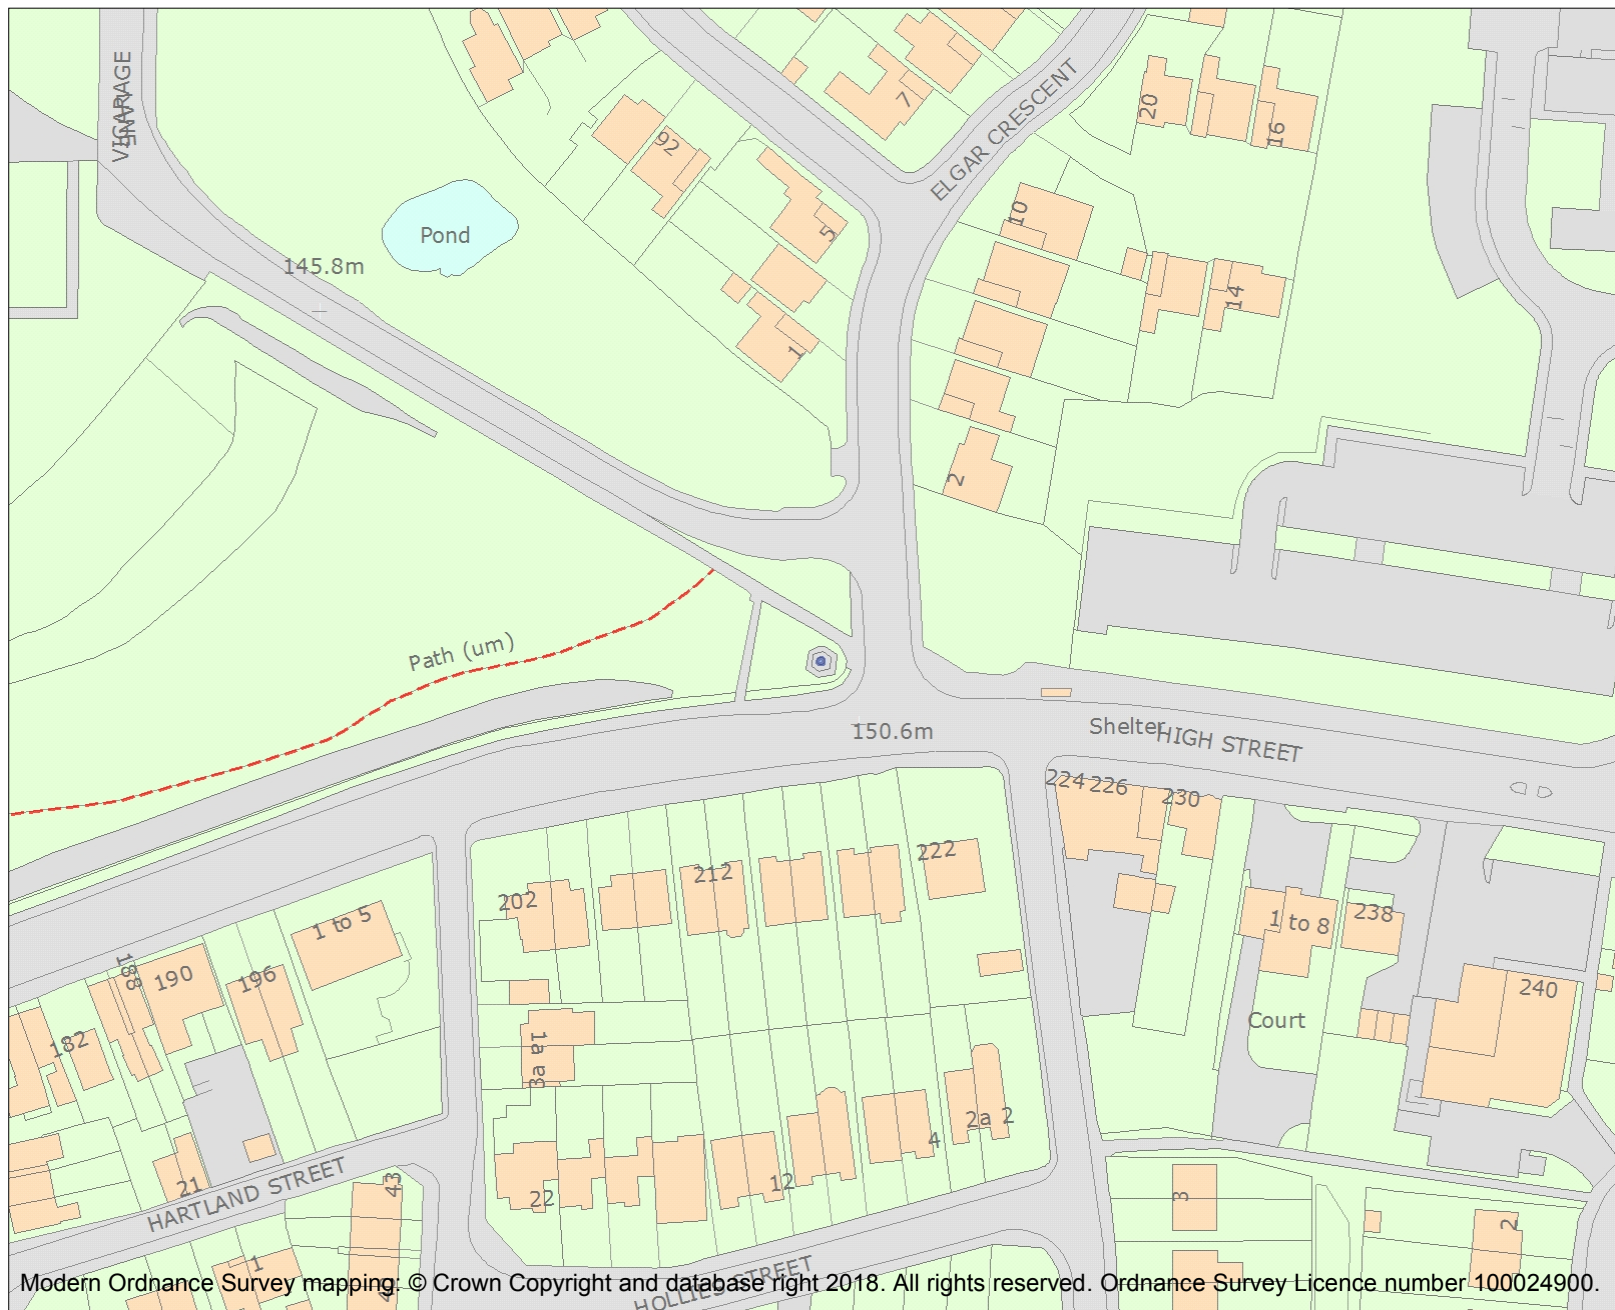 VICARAGE
LANE
ELGAR CRESCENT
20
16
7
92
10
5
Pond
145.8m
14
1
2
Path (um)
150.6m
Shelter
HIGH STREET
224
226
230
222
212
202
1 to 5
188
190
196
182
1 to 8
238
240
Court
1a
3a
2a
2
4
12
22
21
HARTLAND STREET
43
3
2
1
HOLLIES STREET
Modern Ordnance Survey mapping: © Crown Copyright and database right 2018. All rights reserved. Ordnance Survey Licence number 100024900.